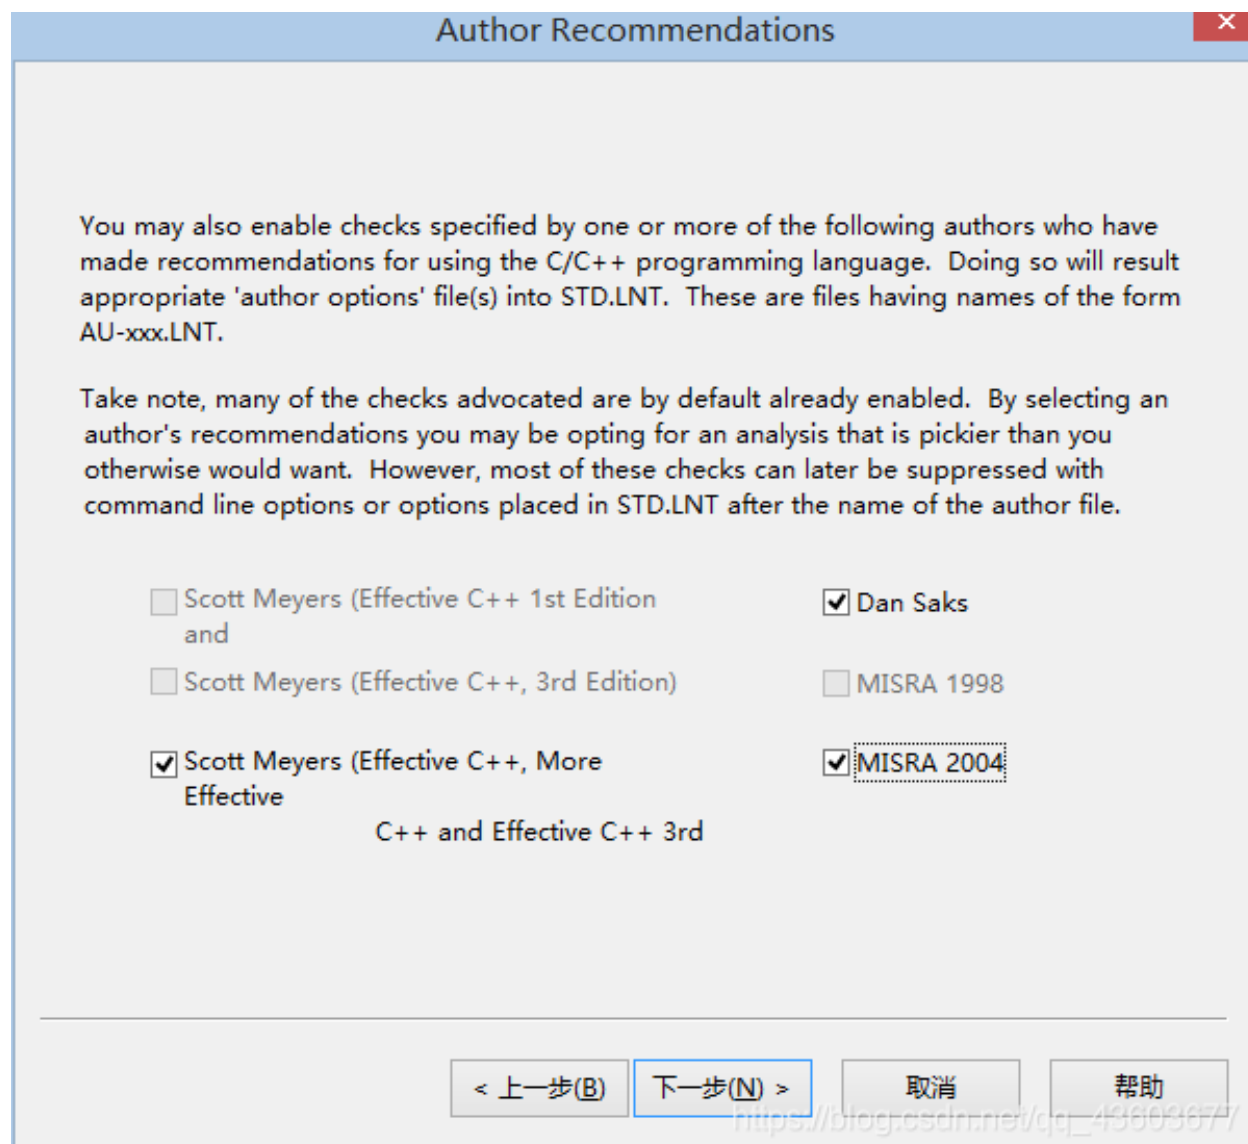 Author Recommendations
You may also enable checks specified by one or more of the following authors who have
made recommendations for using the C/C++ programming language.  Doing so will result
appropriate 'author options' file(s) into STD.LNT.  These are files having names of the form
AU-xxx.LNT.
Take note, many of the checks advocated are by default already enabled.  By selecting an
author's recommendations you may be opting for an analysis that is pickier than you
otherwise would want.  However, most of these checks can later be suppressed with
command line options or options placed in STD.LNT after the name of the author file.
Scott Meyers (Effective C++ 1st Edition
and
Dan Saks
Scott Meyers (Effective C++, 3rd Edition)
MISRA 1998
Scott Meyers (Effective C++, More
Effective
C++ and Effective C++ 3rd
MISRA 2004
< 上一步(B)
下一步(N) >
取消
帮助
https://blog.csdn.net/qq_43603677